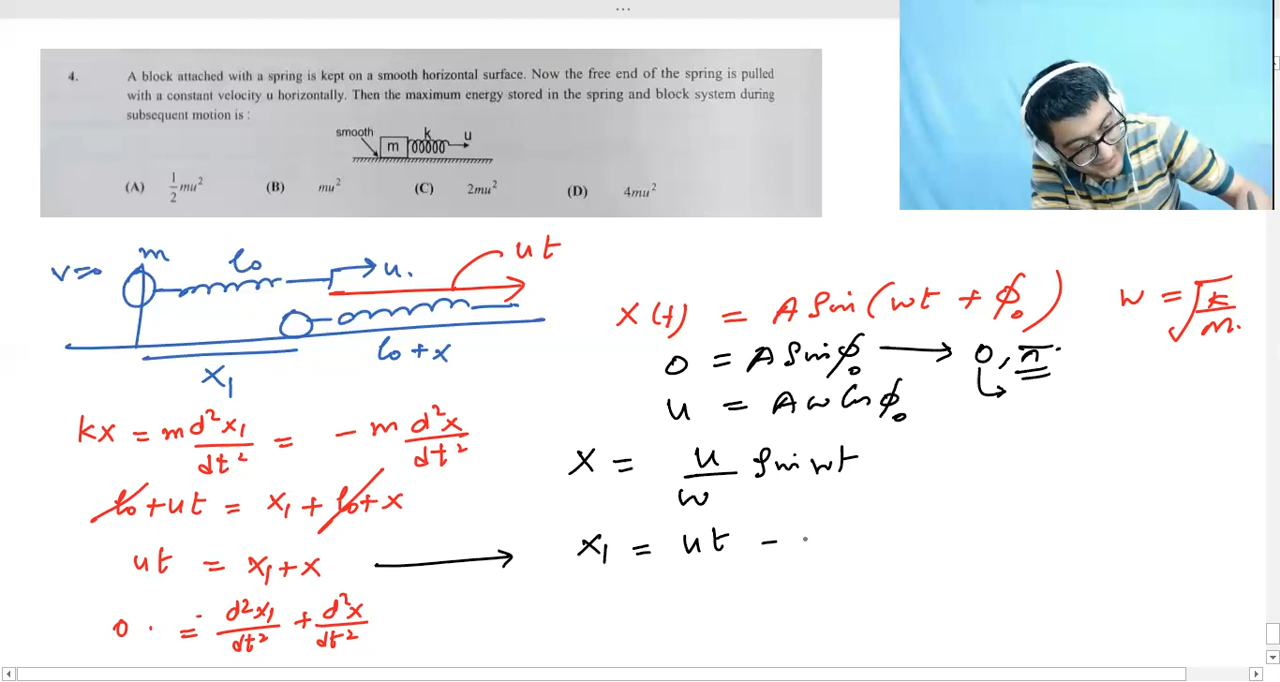 ...
4. A block attached with a spring is kept on a smooth horizontal surface. Now the free end of the spring is pulled
with a constant velocity u horizontally. Then the maximum energy stored in the spring and block system during
subsequent motion is :
smooth k u
m
(A) 1/2 mu² (B) mu² (C) 2mu² (D) 4mu²
v=0 m l₀ u. ut
x₁ l₀+x
kx = m d²x₁/dt² = - m d²x/dt²
l₀ + ut = x₁ + l₀ + x
ut = x₁ + x
0 = d²x₁/dt² + d²x/dt²
x(t) = A sin(ωt + ϕ₀) ω = √k/m.
0 = A sin ϕ₀ → 0, π.
u = A ω cos ϕ₀
x = u/ω sin ωt
x₁ = ut -